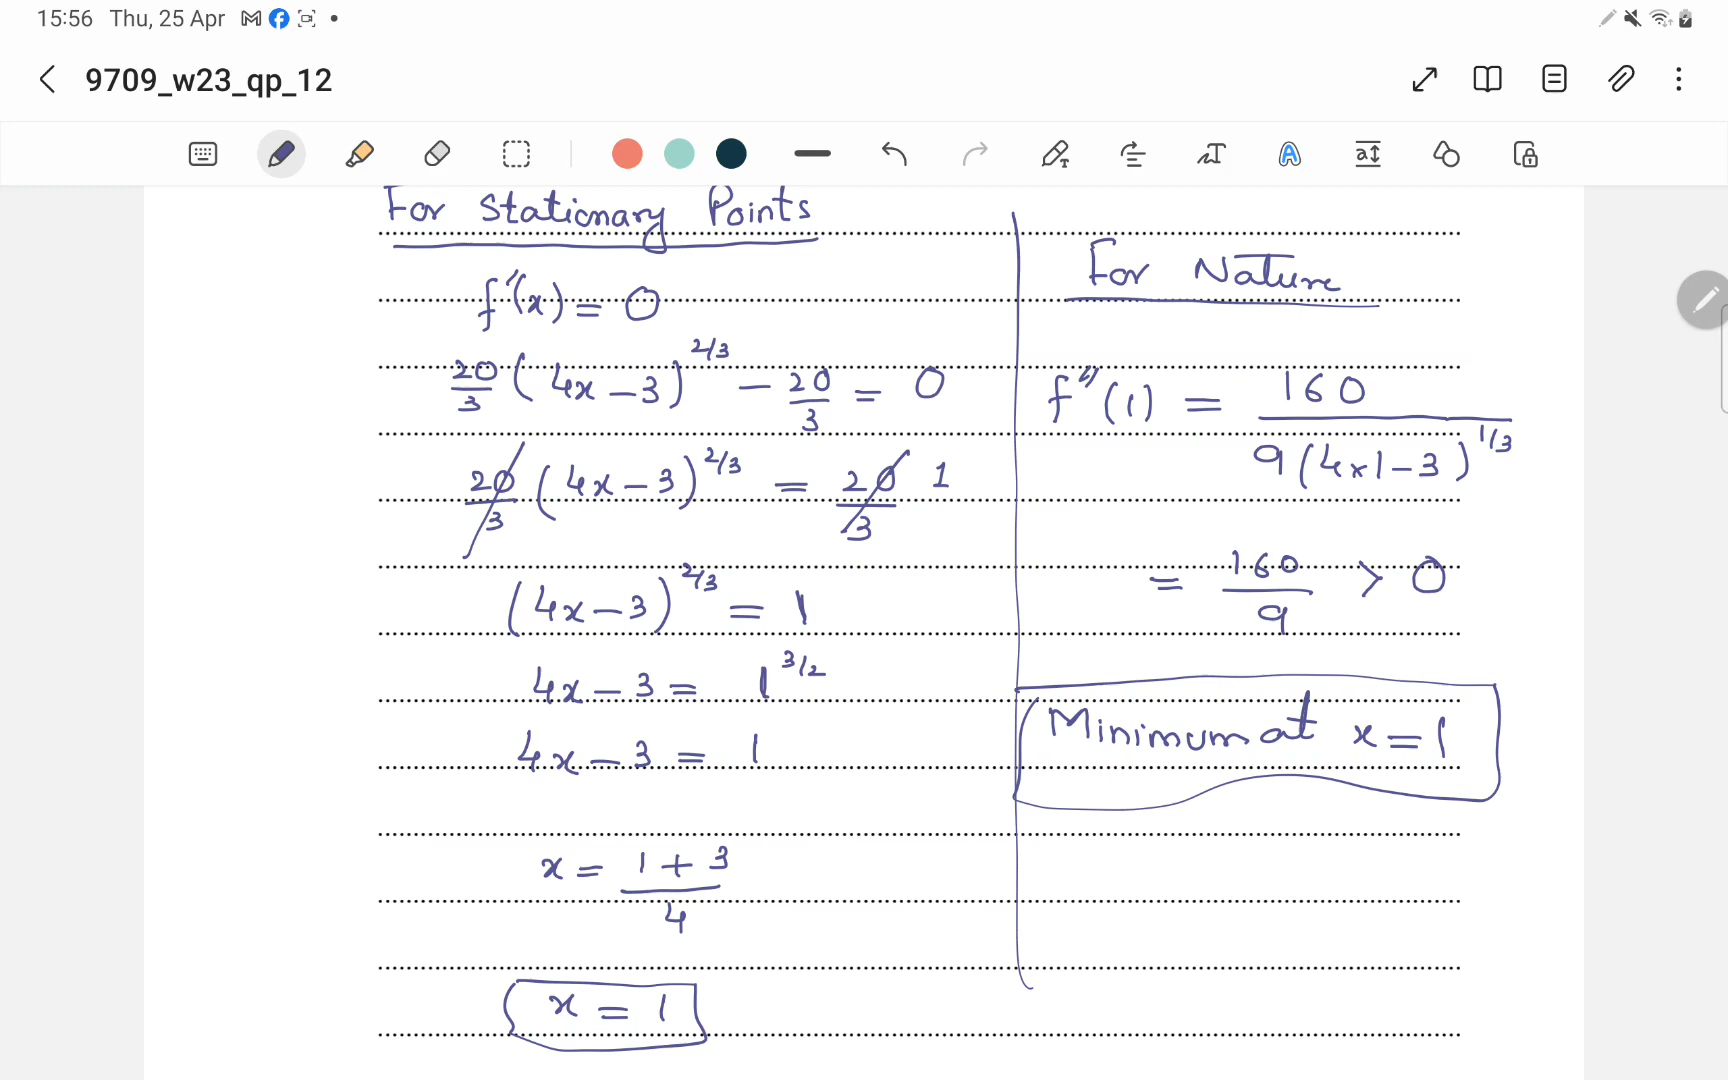 15:56 Thu, 25 Apr
9709_w23_qp_12
For Stationary Points
f'(x) = 0
20/3 (4x − 3)^2/3 − 20/3 = 0
20/3 (4x − 3)^2/3 = 20/3 1
(4x − 3)^2/3 = 1
4x − 3 = 1^3/2
4x − 3 = 1
x = 1 + 3 / 4
x = 1
For Nature
f''(1) = 160 / 9(4x1 − 3)^1/3
= 160/9 > 0
Minimum at x = 1